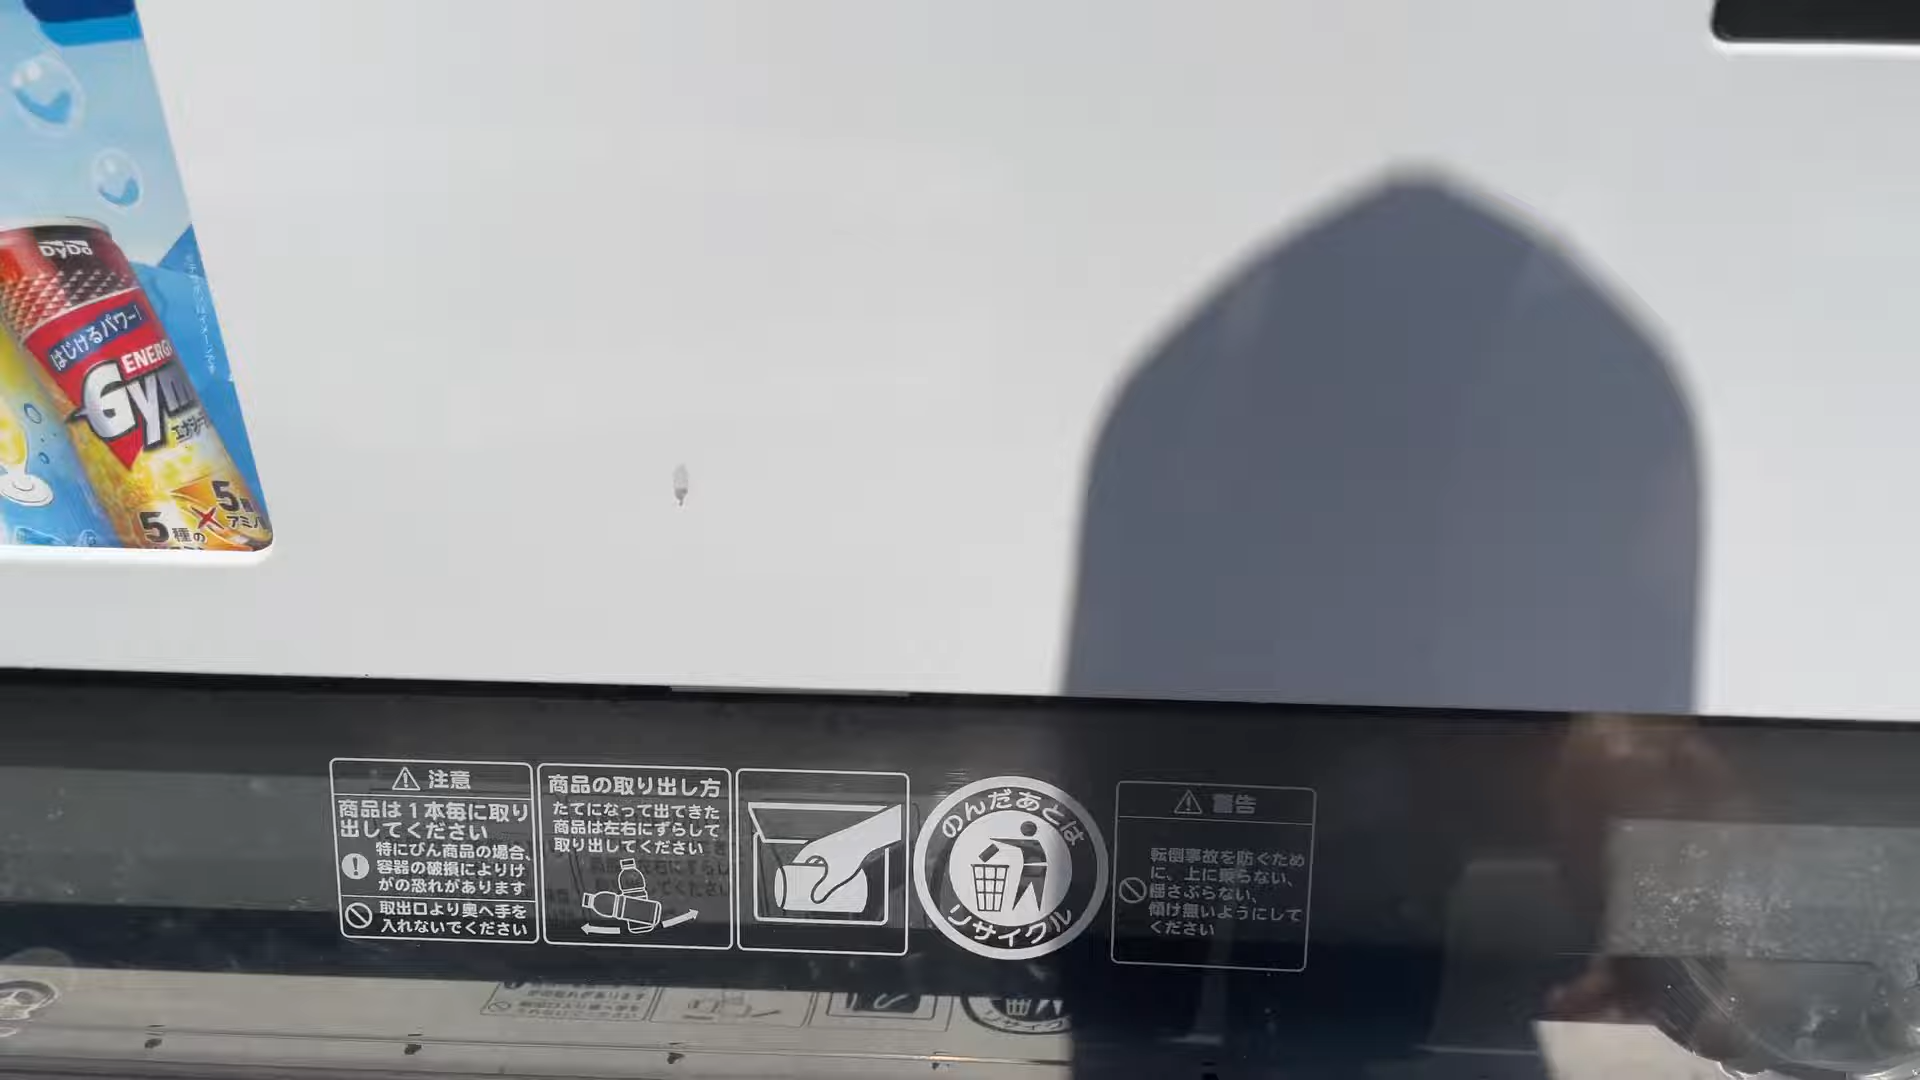 DyDo
はじけるパワー!
ENERGY
Gym
5種の
注意
商品は1本毎に取り
出してください
特にびん商品の場合、
容器の破損によりけ
がの恐れがあります
取出口より奥へ手を
入れないでください
商品の取り出し方
たてになって出てきた
商品は左右にずらして
取り出してください
のんだあとは
リサイクル
警告
転倒事故を防ぐため
に、上に乗らない、
揺さぶらない、
傾け無いようにして
ください